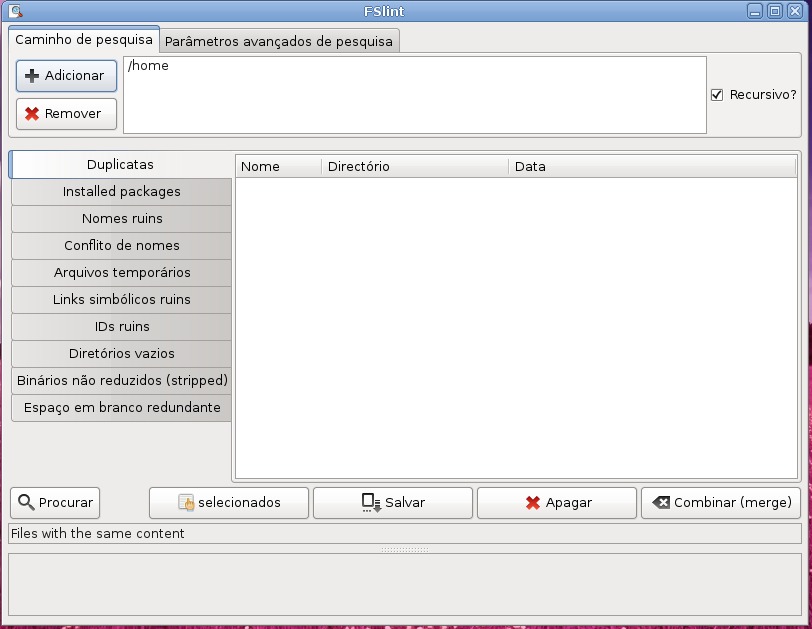 FSlint
Caminho de pesquisa
Parâmetros avançados de pesquisa
Adicionar
Remover
/home
Recursivo?
Duplicatas
Installed packages
Nomes ruins
Conflito de nomes
Arquivos temporários
Links simbólicos ruins
IDs ruins
Diretórios vazios
Binários não reduzidos (stripped)
Espaço em branco redundante
Nome Directório Data
Procurar
selecionados
Salvar
Apagar
Combinar (merge)
Files with the same content